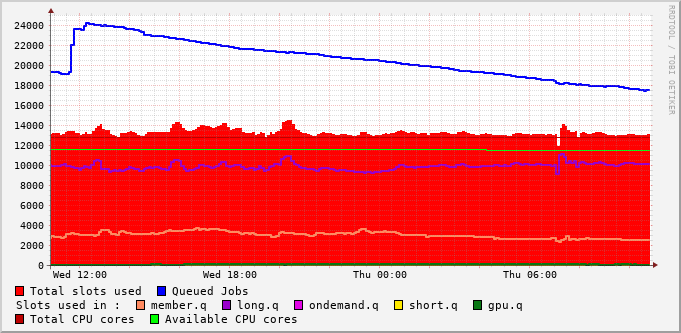 RRDTOOL / TOBI OETIKER
24000
22000
20000
18000
16000
14000
12000
10000
8000
6000
4000
2000
0
Wed 12:00 Wed 18:00 Thu 00:00 Thu 06:00
Total slots used Queued Jobs
Slots used in : member.q long.q ondemand.q short.q gpu.q
Total CPU cores Available CPU cores